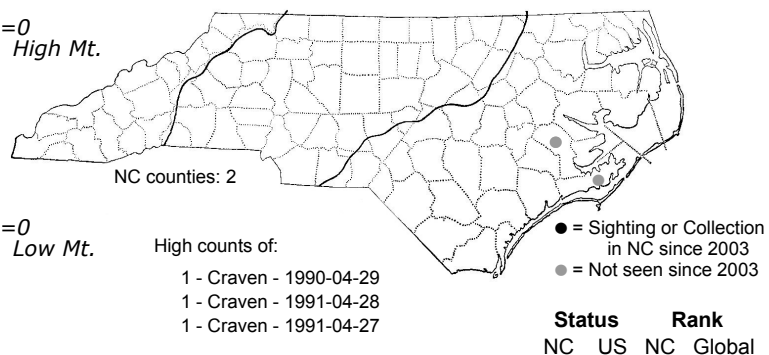 =0
High Mt.
NC counties: 2
=0
Low Mt.
High counts of:
1 - Craven - 1990-04-29
1 - Craven - 1991-04-28
1 - Craven - 1991-04-27
● = Sighting or Collection
in NC since 2003
● = Not seen since 2003
Status Rank
NC US NC Global